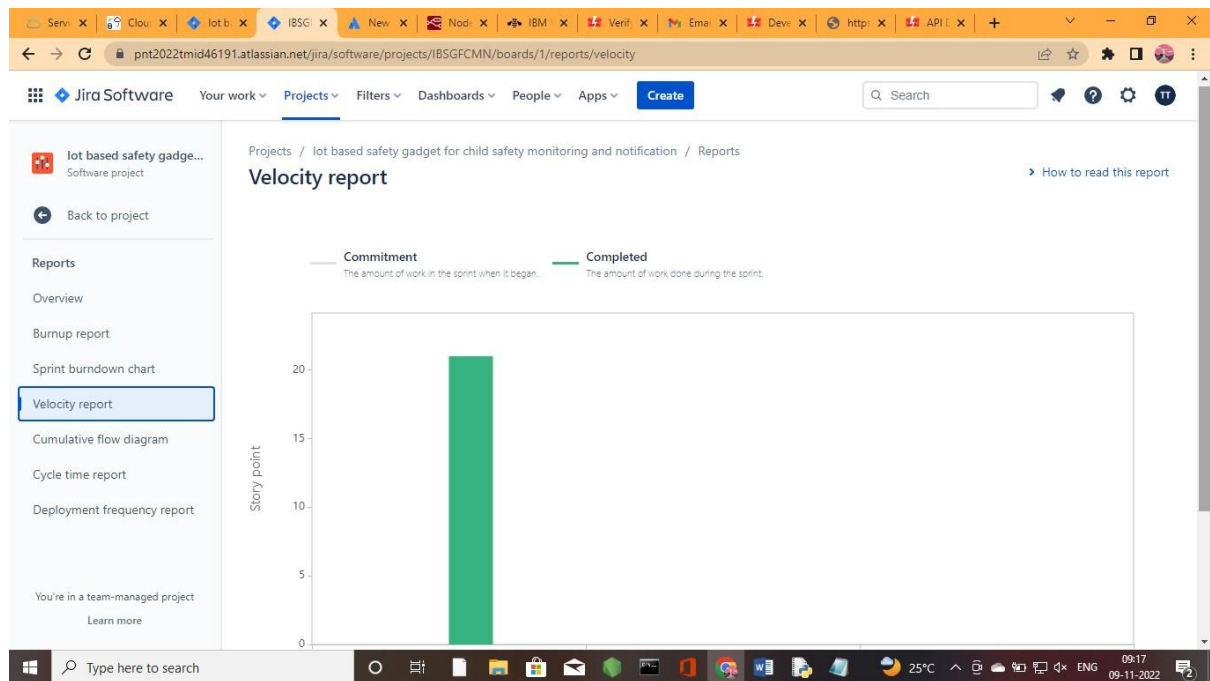 Serv
Clou
Iot b
IBSG
New
Node
IBM
Verify
Emai
Deve
http:
API D
pnt2022tmid46191.atlassian.net/jira/software/projects/IBSGFCMN/boards/1/reports/velocity
Jira Software
Your work
Projects
Filters
Dashboards
People
Apps
Create
Search
TT
Iot based safety gadge...
Software project
Back to project
Reports
Overview
Burnup report
Sprint burndown chart
Velocity report
Cumulative flow diagram
Cycle time report
Deployment frequency report
You're in a team-managed project
Learn more
Projects / Iot based safety gadget for child safety monitoring and notification / Reports
Velocity report
How to read this report
Commitment
The amount of work in the sprint when it began.
Completed
The amount of work done during the sprint.
Story point
20
15
10
5
0
Type here to search
25°C
ENG
09:17
09-11-2022
2